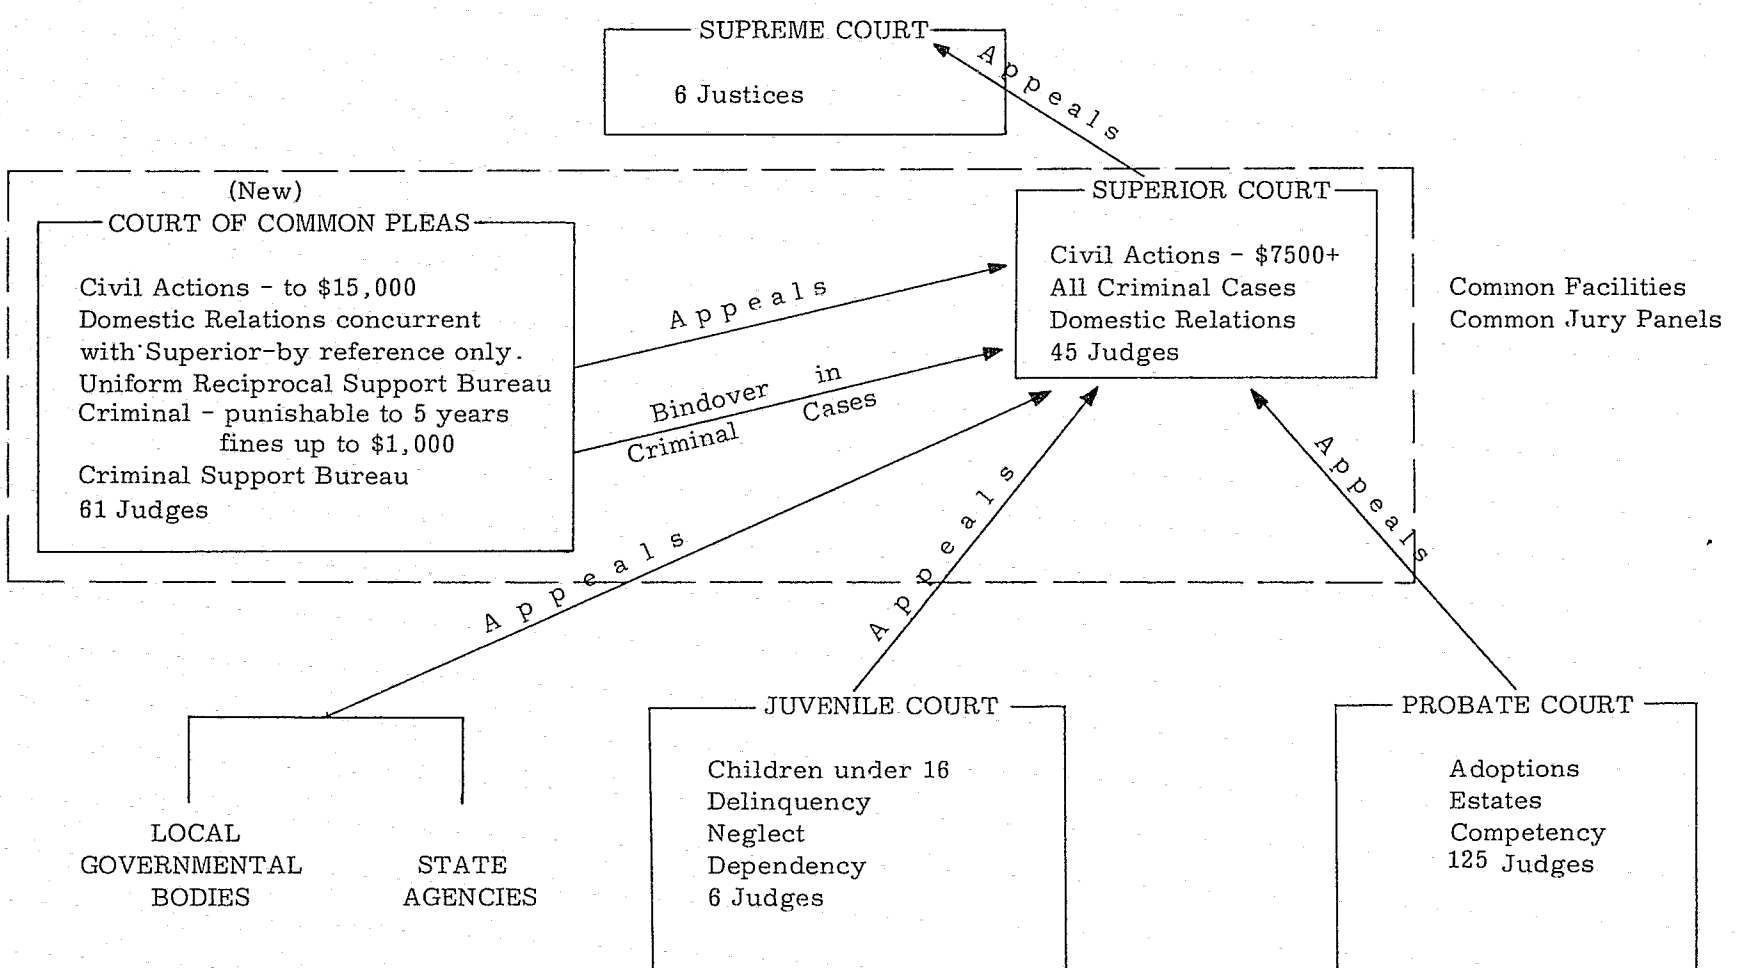 SUPREME COURT
6 Justices
Appeals
(New)
COURT OF COMMON PLEAS
Civil Actions - to $15,000
Domestic Relations concurrent
with Superior-by reference only.
Uniform Reciprocal Support Bureau
Criminal - punishable to 5 years
fines up to $1,000
Criminal Support Bureau
61 Judges
Appeals
Bindover in
Criminal Cases
SUPERIOR COURT
Civil Actions - $7500+
All Criminal Cases
Domestic Relations
45 Judges
Common Facilities
Common Jury Panels
Appeals
Appeals
Appeals
LOCAL
GOVERNMENTAL
BODIES
STATE
AGENCIES
JUVENILE COURT
Children under 16
Delinquency
Neglect
Dependency
6 Judges
PROBATE COURT
Adoptions
Estates
Competency
125 Judges